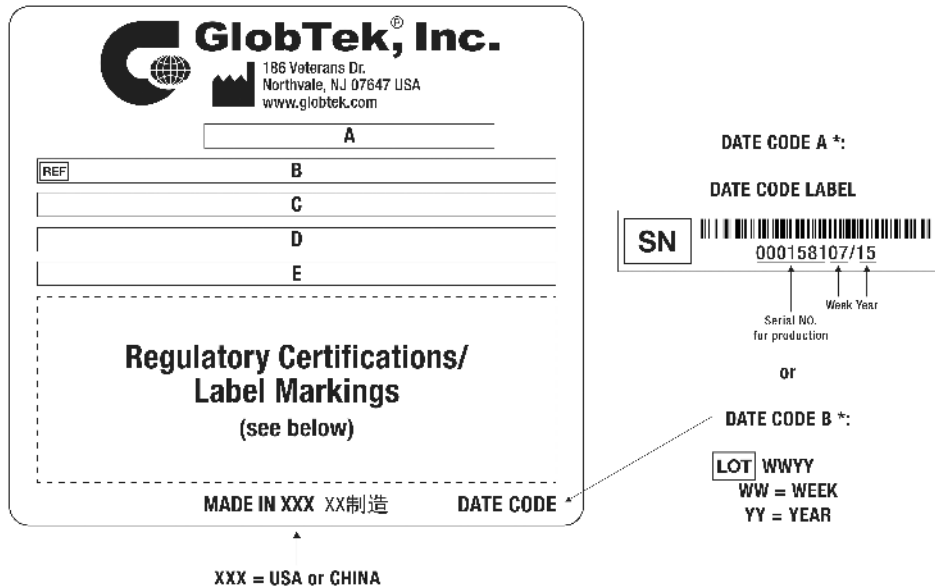 GlobTek,® Inc.
186 Veterans Dr.
Northvale, NJ 07647 USA
www.globtek.com
A
REF B
C
D
E
Regulatory Certifications/
Label Markings
(see below)
MADE IN XXX XX制造 DATE CODE
XXX = USA or CHINA
DATE CODE A *:
DATE CODE LABEL
SN
000158107/15
Week Year
Serial NO.
for production
or
DATE CODE B *:
LOT WWYY
WW = WEEK
YY = YEAR